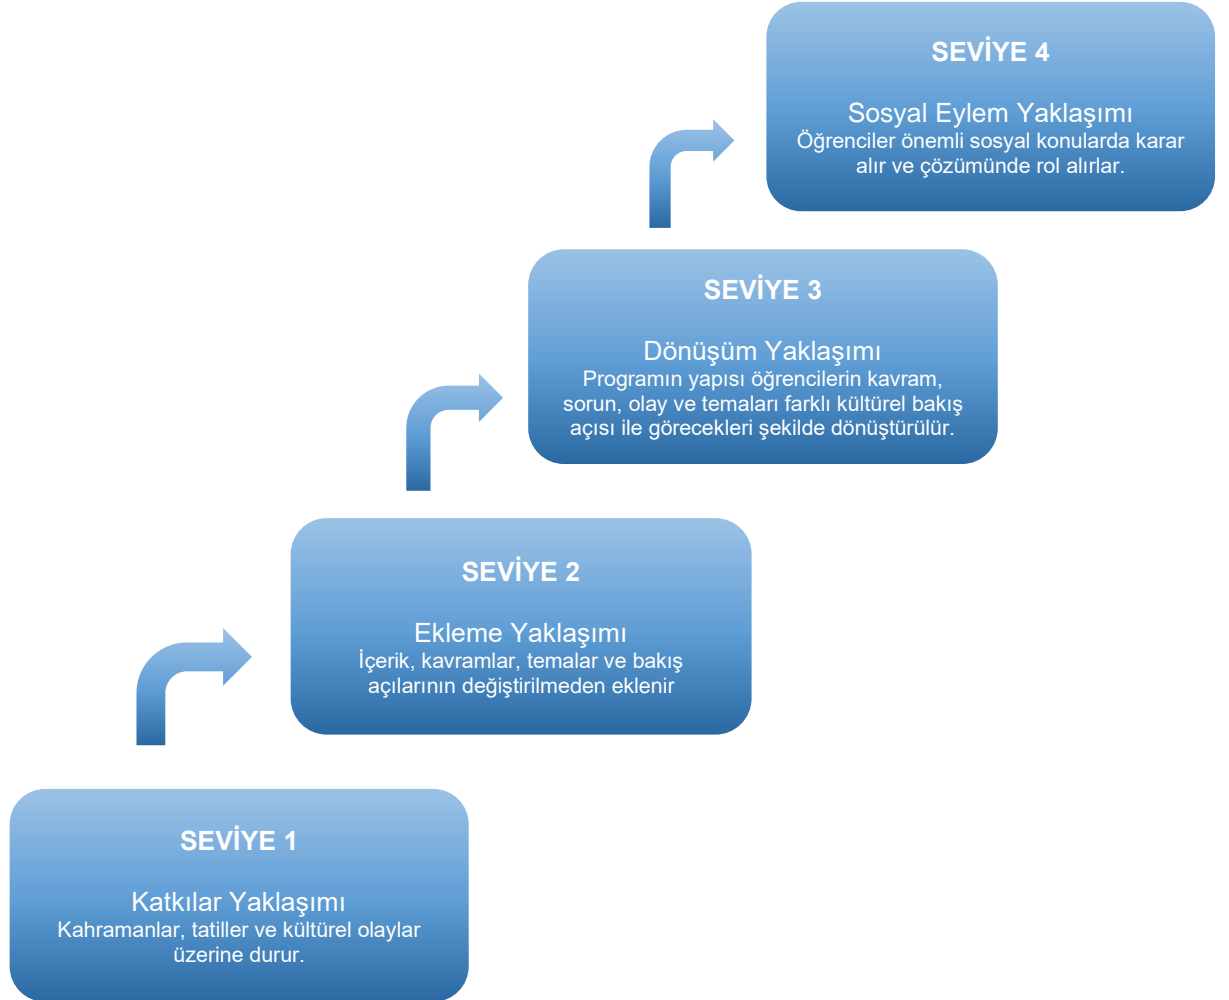 SEVİYE 4
Sosyal Eylem Yaklaşımı
Öğrenciler önemli sosyal konularda karar
alır ve çözümünde rol alırlar.
SEVİYE 3
Dönüşüm Yaklaşımı
Programın yapısı öğrencilerin kavram,
sorun, olay ve temaları farklı kültürel bakış
açısı ile görecekleri şekilde dönüştürülür.
SEVİYE 2
Ekleme Yaklaşımı
İçerik, kavramlar, temalar ve bakış
açılarının değiştirilmeden eklenir
SEVİYE 1
Katkılar Yaklaşımı
Kahramanlar, tatiller ve kültürel olaylar
üzerine durur.